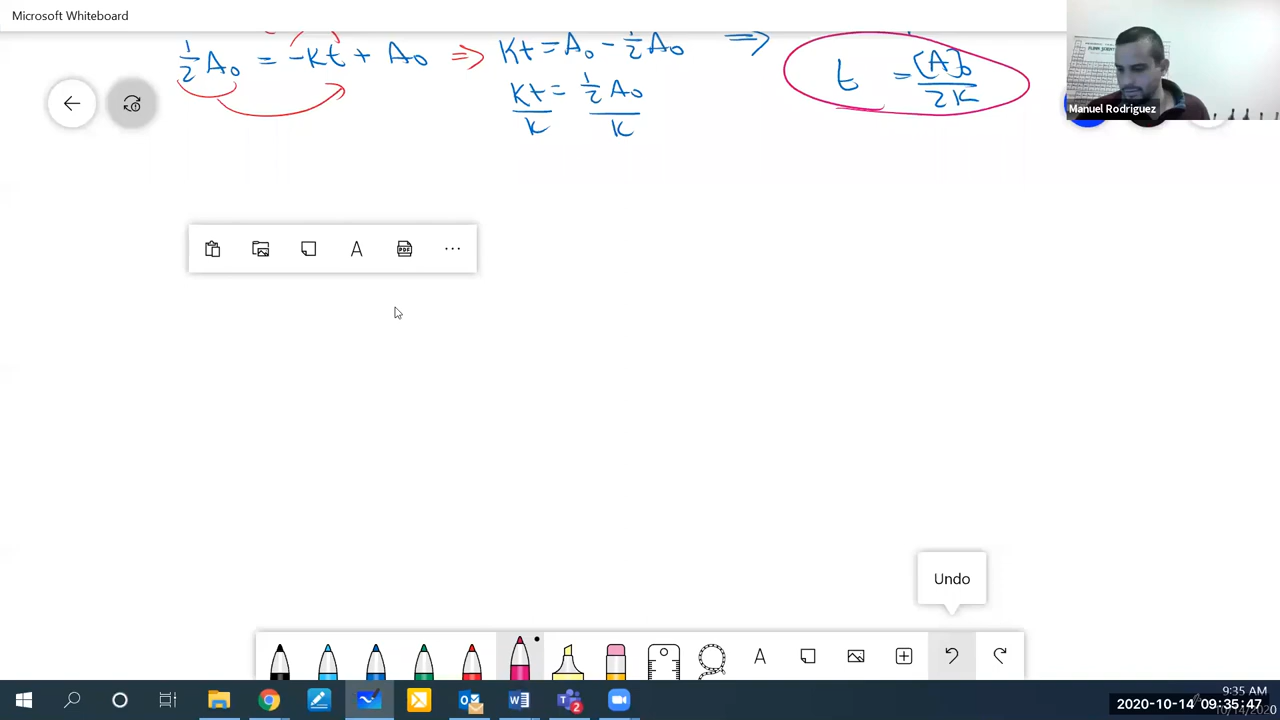 Microsoft Whiteboard
½A₀ = -kt + A₀ ⇒ Kt = A₀ - ½A₀ ⇒ t = [A]₀/2K
Kt/K = ½A₀/K
Manuel Rodriguez
A
PDF
...
Undo
A
9:35 AM
2020-10-14 09:35:47